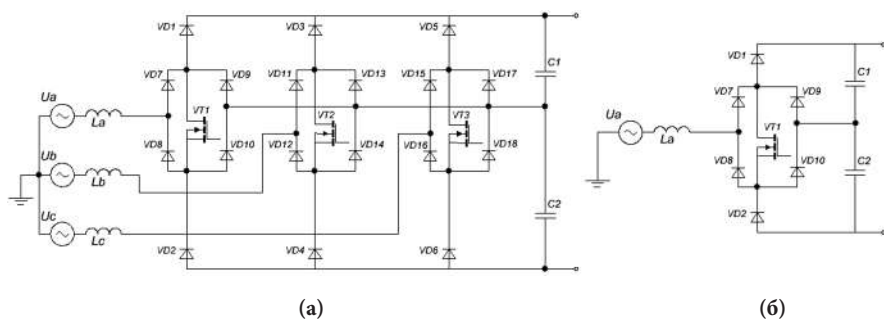 VD1 VD3 VD5
VD7 VD9 VD11 VD13 VD15 VD17
C1
Ua
La
VT1 VT2 VT3
VD8 VD10 VD12 VD14 VD16 VD18
Ub
Lb
Uc
Lc
C2
VD2 VD4 VD6
(а)
VD1
C1
VD7 VD9
Ua
La
VT1
VD8 VD10
C2
VD2
(б)